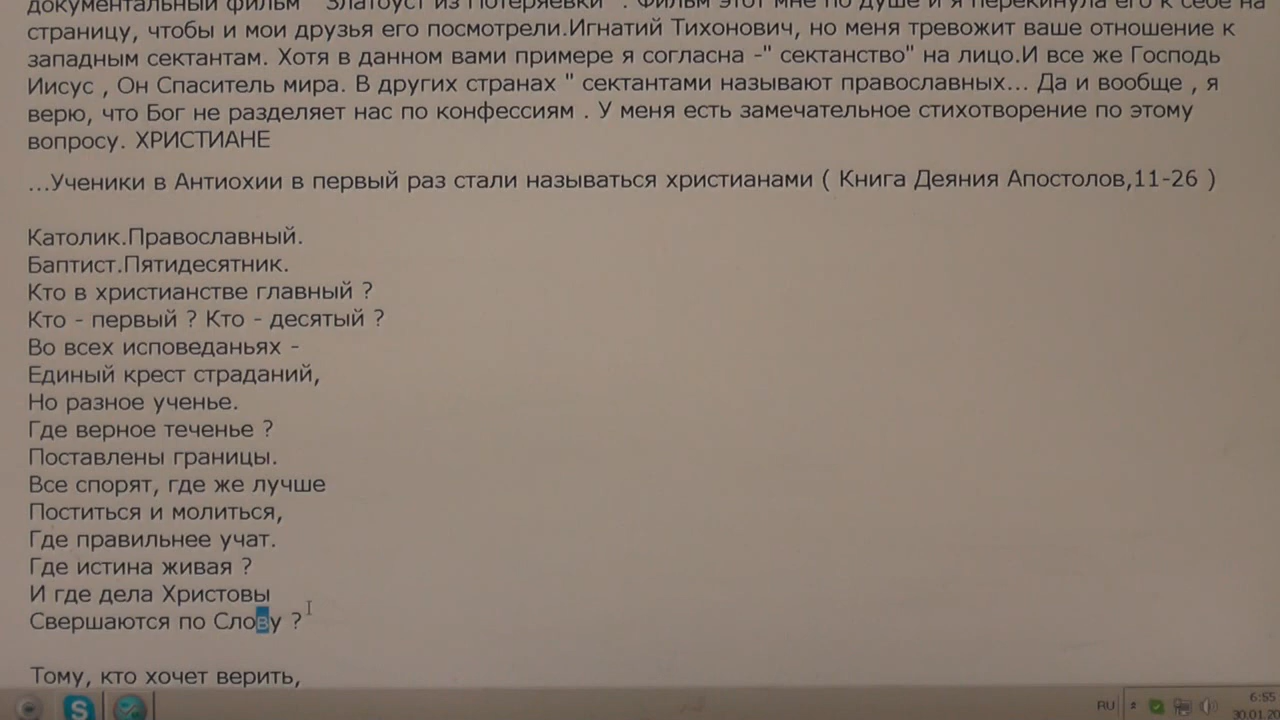 документальный фильм " Златоуст из Потеряевки " . Фильм этот мне по душе и я перекинула его к себе на
страницу, чтобы и мои друзья его посмотрели.Игнатий Тихонович, но меня тревожит ваше отношение к
западным сектантам. Хотя в данном вами примере я согласна -" сектанство" на лицо.И все же Господь
Иисус , Он Спаситель мира. В других странах " сектантами называют православных... Да и вообще , я
верю, что Бог не разделяет нас по конфессиям . У меня есть замечательное стихотворение по этому
вопросу. ХРИСТИАНЕ
...Ученики в Антиохии в первый раз стали называться христианами ( Книга Деяния Апостолов,11-26 )
Католик.Православный.
Баптист.Пятидесятник.
Кто в христианстве главный ?
Кто - первый ? Кто - десятый ?
Во всех исповеданьях -
Единый крест страданий,
Но разное ученье.
Где верное теченье ?
Поставлены границы.
Все спорят, где же лучше
Поститься и молиться,
Где правильнее учат.
Где истина живая ?
И где дела Христовы
Свершаются по Слову ?
Тому, кто хочет верить,
RU
6:55
30.01.20